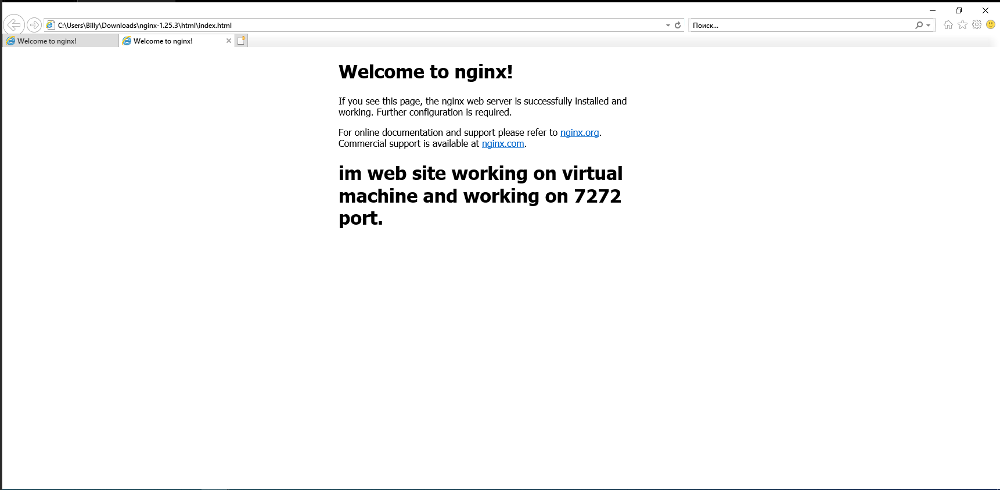 C:\Users\Billy\Downloads\nginx-1.25.3\html\index.html
Поиск...
Welcome to nginx!
Welcome to nginx!
Welcome to nginx!
If you see this page, the nginx web server is successfully installed and
working. Further configuration is required.
For online documentation and support please refer to nginx.org.
Commercial support is available at nginx.com.
im web site working on virtual
machine and working on 7272
port.